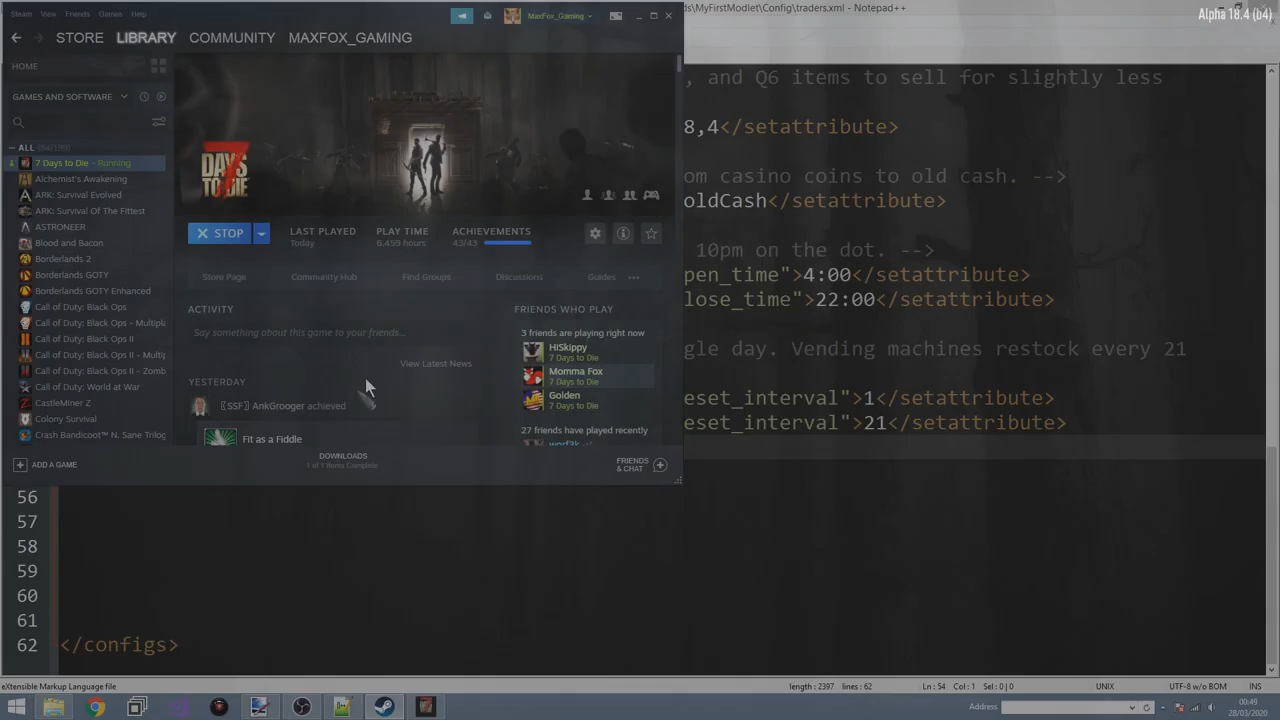 Steam View Friends Games Help
MaxFox_Gaming
ds\MyFirstModlet\Config\traders.xml - Notepad++
Alpha 18.4 (b4)
STORE LIBRARY COMMUNITY MAXFOX_GAMING
HOME
GAMES AND SOFTWARE
ALL
7 Days to Die - Running
Alchemist's Awakening
ARK: Survival Evolved
ARK: Survival Of The Fittest
ASTRONEER
Blood and Bacon
Borderlands 2
Borderlands GOTY
Borderlands GOTY Enhanced
Call of Duty: Black Ops
Call of Duty: Black Ops - Multipla
Call of Duty: Black Ops II
Call of Duty: Black Ops II - Multip
Call of Duty: Black Ops II - Zomb
Call of Duty: World at War
CastleMiner Z
Colony Survival
Crash Bandicoot™ N. Sane Trilog
ADD A GAME
7 DAYS TO DIE
STOP
LAST PLAYED
Today
PLAY TIME
6,459 hours
ACHIEVEMENTS
43/43
Store Page Community Hub Find Groups Discussions Guides
ACTIVITY
Say something about this game to your friends...
View Latest News
YESTERDAY
〖SSF〗 AnkGrooger achieved
Fit as a Fiddle
FRIENDS WHO PLAY
3 friends are playing right now
HiSkippy
7 Days to Die
Momma Fox
7 Days to Die
Golden
7 Days to Die
27 friends have played recently
DOWNLOADS
1 of 1 Items Complete
FRIENDS
& CHAT
, and Q6 items to sell for slightly less
8,4</setattribute>
om casino coins to old cash. -->
oldCash</setattribute>
10pm on the dot. -->
pen_time">4:00</setattribute>
lose_time">22:00</setattribute>
gle day. Vending machines restock every 21
eset_interval">1</setattribute>
eset_interval">21</setattribute>
56
57
58
59
60
61
62 </configs>
eXtensible Markup Language file
length : 2397 lines : 62
Ln : 54 Col : 1 Sel : 0 | 0
UNIX
UTF-8 w/o BOM
INS
Address
00:49
28/03/2020